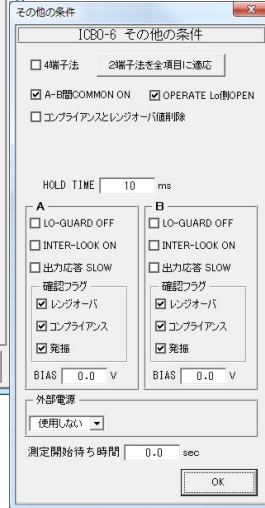 その他の条件
ICBO-6 その他の条件
4端子法 2端子法を全項目に適応
A-B間COMMON ON OPERATE Lo側OPEN
コンプライアンスとレンジオーバ値削除
HOLD TIME 10 ms
A B
LO-GUARD OFF LO-GUARD OFF
INTER-LOOK ON INTER-LOOK ON
出力応答 SLOW 出力応答 SLOW
確認フラグ 確認フラグ
レンジオーバ レンジオーバ
コンプライアンス コンプライアンス
発振 発振
BIAS 0.0 V BIAS 0.0 V
外部電源
使用しない
測定開始待ち時間 0.0 sec
OK